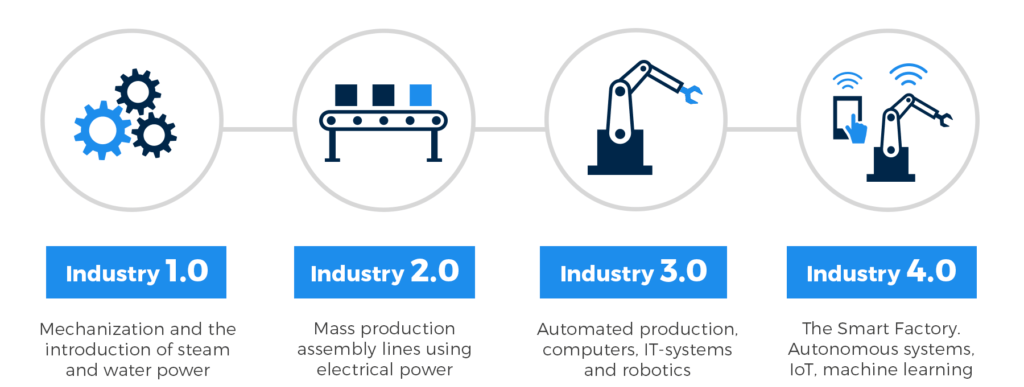 Industry 1.0
Mechanization and the
introduction of steam
and water power
Industry 2.0
Mass production
assembly lines using
electrical power
Industry 3.0
Automated production,
computers, IT-systems
and robotics
Industry 4.0
The Smart Factory.
Autonomous systems,
IoT, machine learning